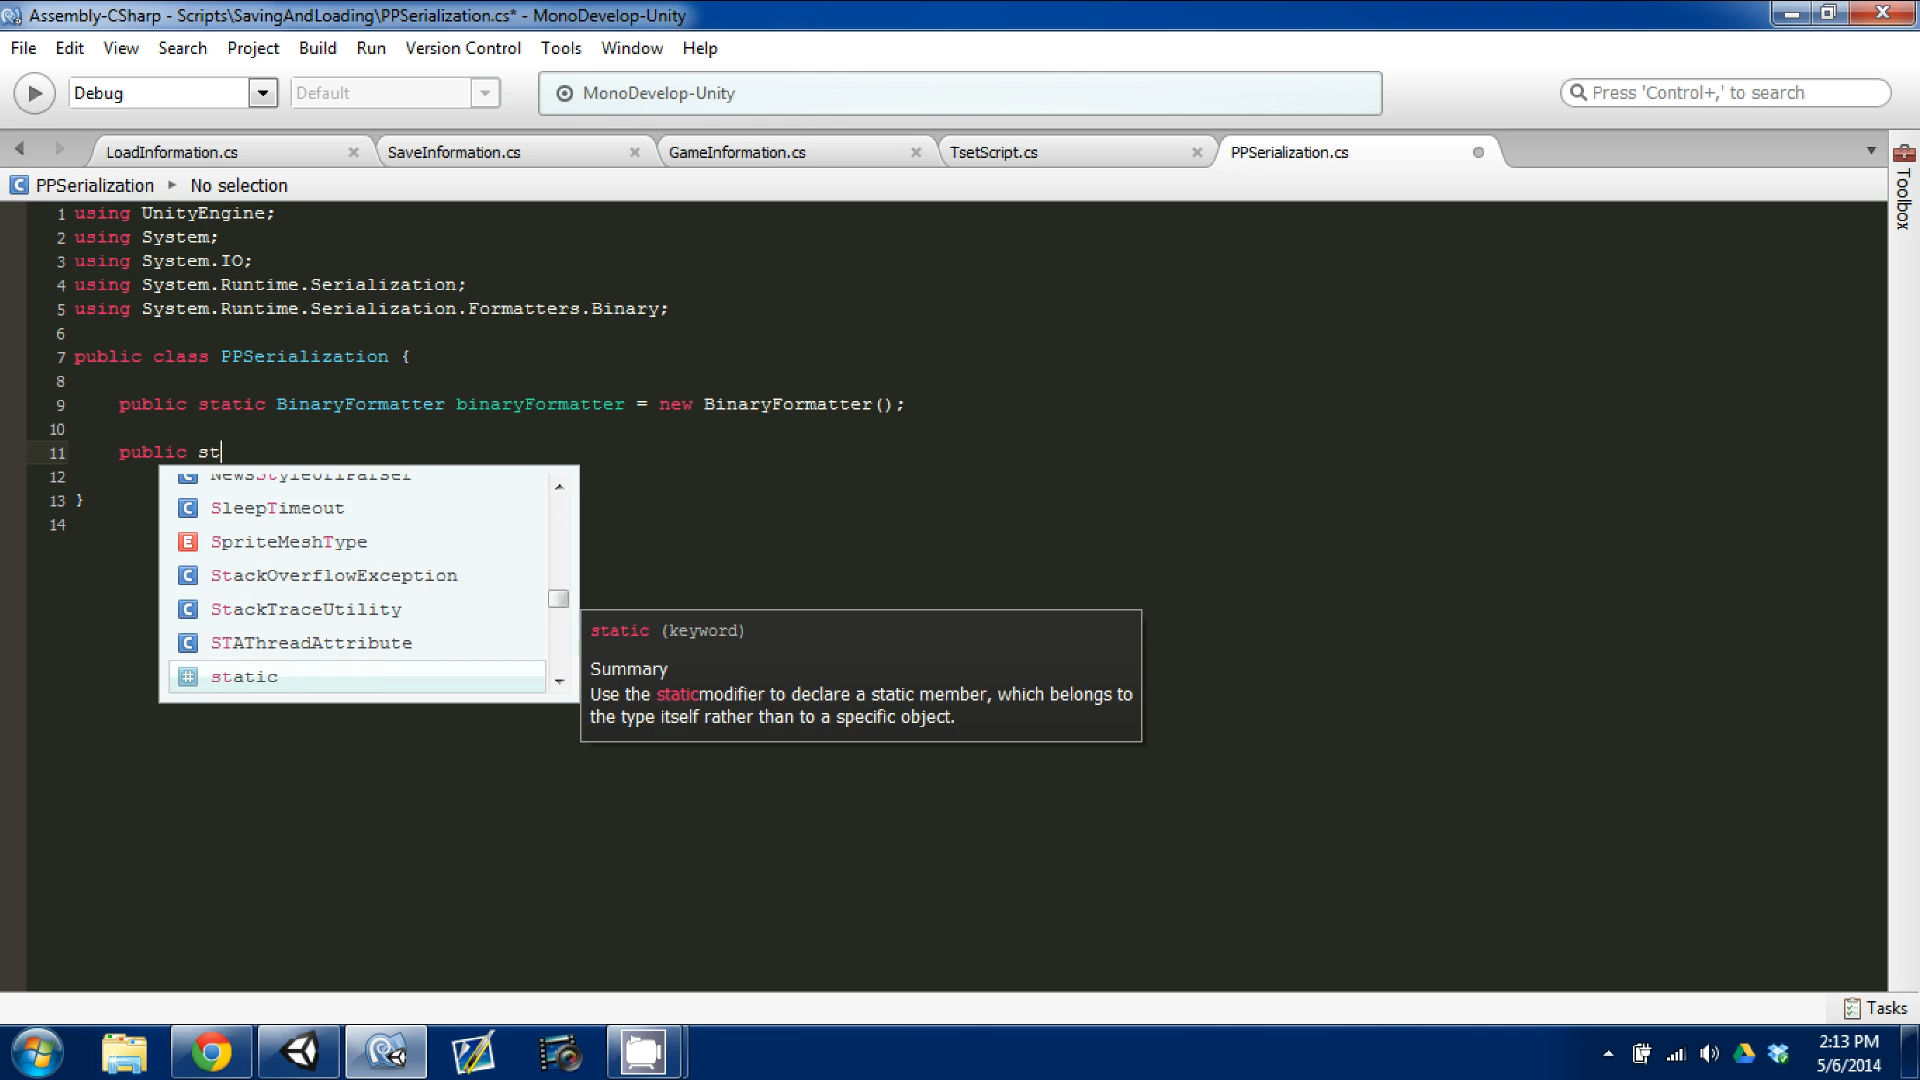 Assembly-CSharp - Scripts\SavingAndLoading\PPSerialization.cs* - MonoDevelop-Unity
File Edit View Search Project Build Run Version Control Tools Window Help
Debug Default MonoDevelop-Unity Press 'Control+,' to search
LoadInformation.cs SaveInformation.cs GameInformation.cs TsetScript.cs PPSerialization.cs
Toolbox
PPSerialization No selection
1 using UnityEngine;
2 using System;
3 using System.IO;
4 using System.Runtime.Serialization;
5 using System.Runtime.Serialization.Formatters.Binary;
6
7 public class PPSerialization {
8
9 public static BinaryFormatter binaryFormatter = new BinaryFormatter();
10
11 public st
12
13 }
14
SleepTimeout
SpriteMeshType
StackOverflowException
StackTraceUtility
STAThreadAttribute
static
static (keyword)
Summary
Use the staticmodifier to declare a static member, which belongs to
the type itself rather than to a specific object.
Tasks
2:13 PM
5/6/2014